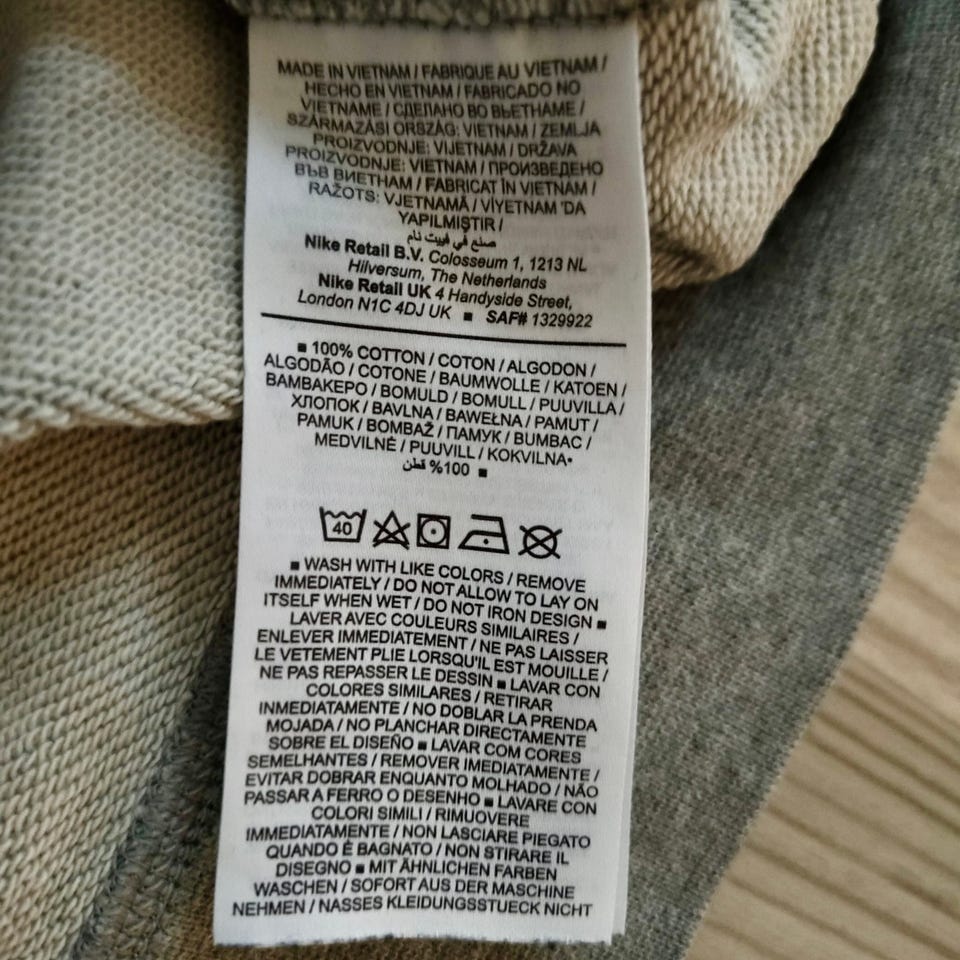 MADE IN VIETNAM / FABRIQUE AU VIETNAM /
HECHO EN VIETNAM / FABRICADO NO
VIETNAME / СДЕЛАНО ВО ВЬЕТНАМЕ /
SZÁRMAZÁSI ORSZÁG: VIETNAM / ZEMLJA
PROIZVODNJE: VIJETNAM / DRŽAVA
PROIZVODNJE: VIETNAM / ПРОИЗВЕДЕНО
ВЪВ ВИЕТНАМ / FABRICAT ÎN VIETNAM /
RAŽOTS: VJETNAMĀ / VİYETNAM 'DA
YAPILMIŞTIR /
صنع في فييت نام
Nike Retail B.V. Colosseum 1, 1213 NL
Hilversum, The Netherlands
Nike Retail UK 4 Handyside Street,
London N1C 4DJ UK ■ SAF# 1329922
■ 100% COTTON / COTON / ALGODON /
ALGODÃO / COTONE / BAUMWOLLE / KATOEN /
ΒΑΜΒΑΚΕΡΟ / BOMULD / BOMULL / PUUVILLA /
ХЛОПОК / BAVLNA / BAWEŁNA / PAMUT /
PAMUK / BOMBAŽ / ПАМУК / BUMBAC /
MEDVILNĖ / PUUVILL / KOKVILNA•
100% قطن ■
40
■ WASH WITH LIKE COLORS / REMOVE
IMMEDIATELY / DO NOT ALLOW TO LAY ON
ITSELF WHEN WET / DO NOT IRON DESIGN ■
LAVER AVEC COULEURS SIMILAIRES /
ENLEVER IMMEDIATEMENT / NE PAS LAISSER
LE VETEMENT PLIE LORSQU'IL EST MOUILLE /
NE PAS REPASSER LE DESSIN ■ LAVAR CON
COLORES SIMILARES / RETIRAR
INMEDIATAMENTE / NO DOBLAR LA PRENDA
MOJADA / NO PLANCHAR DIRECTAMENTE
SOBRE EL DISEÑO ■ LAVAR COM CORES
SEMELHANTES / REMOVER IMEDIATAMENTE /
EVITAR DOBRAR ENQUANTO MOLHADO / NÃO
PASSAR A FERRO O DESENHO ■ LAVARE CON
COLORI SIMILI / RIMUOVERE
IMMEDIATAMENTE / NON LASCIARE PIEGATO
QUANDO È BAGNATO / NON STIRARE IL
DISEGNO ■ MIT ÄHNLICHEN FARBEN
WASCHEN / SOFORT AUS DER MASCHINE
NEHMEN / NASSES KLEIDUNGSSTUECK NICHT